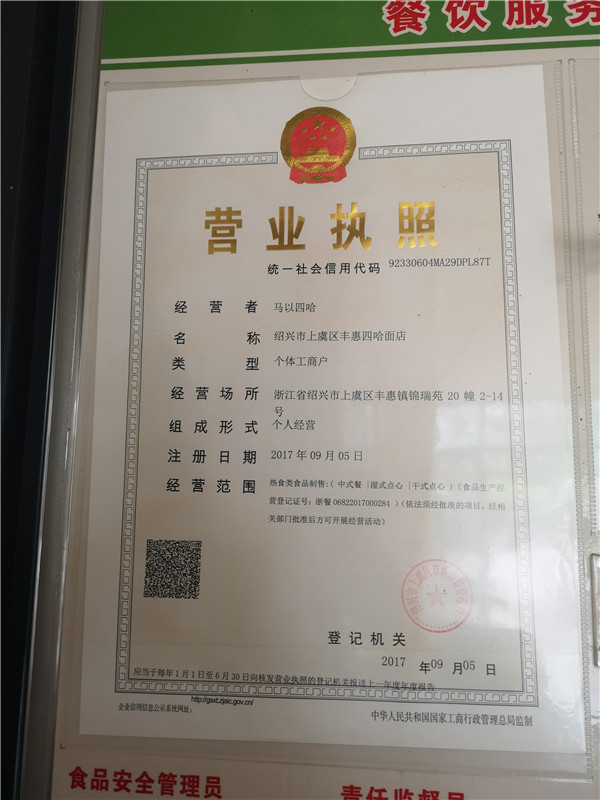 餐饮服务
营业执照
统一社会信用代码 92330604MA29DPL87T
经营者 马以四哈
名称 绍兴市上虞区丰惠四哈面店
类型 个体工商户
经营场所 浙江省绍兴市上虞区丰惠镇锦瑞苑 20 幢 2-14
号
组成形式 个人经营
注册日期 2017 年 09 月 05 日
经营范围 热食类食品制售:( 中式餐 |湿式点心 |干式点心 )(食品生产经
营登记证号: 浙餐 06822017000284 )(依法须经批准的项目, 经相
关部门批准后方可开展经营活动)
登记机关
2017 年 09 月 05 日
应当于每年 1 月 1 日至 6 月 30 日向核发营业执照的登记机关报送上一年度年度报告
http://gsxt.zjaic.gov.cn/
企业信用信息公示系统网址:
中华人民共和国国家工商行政管理总局监制
食品安全管理员
责任监督员